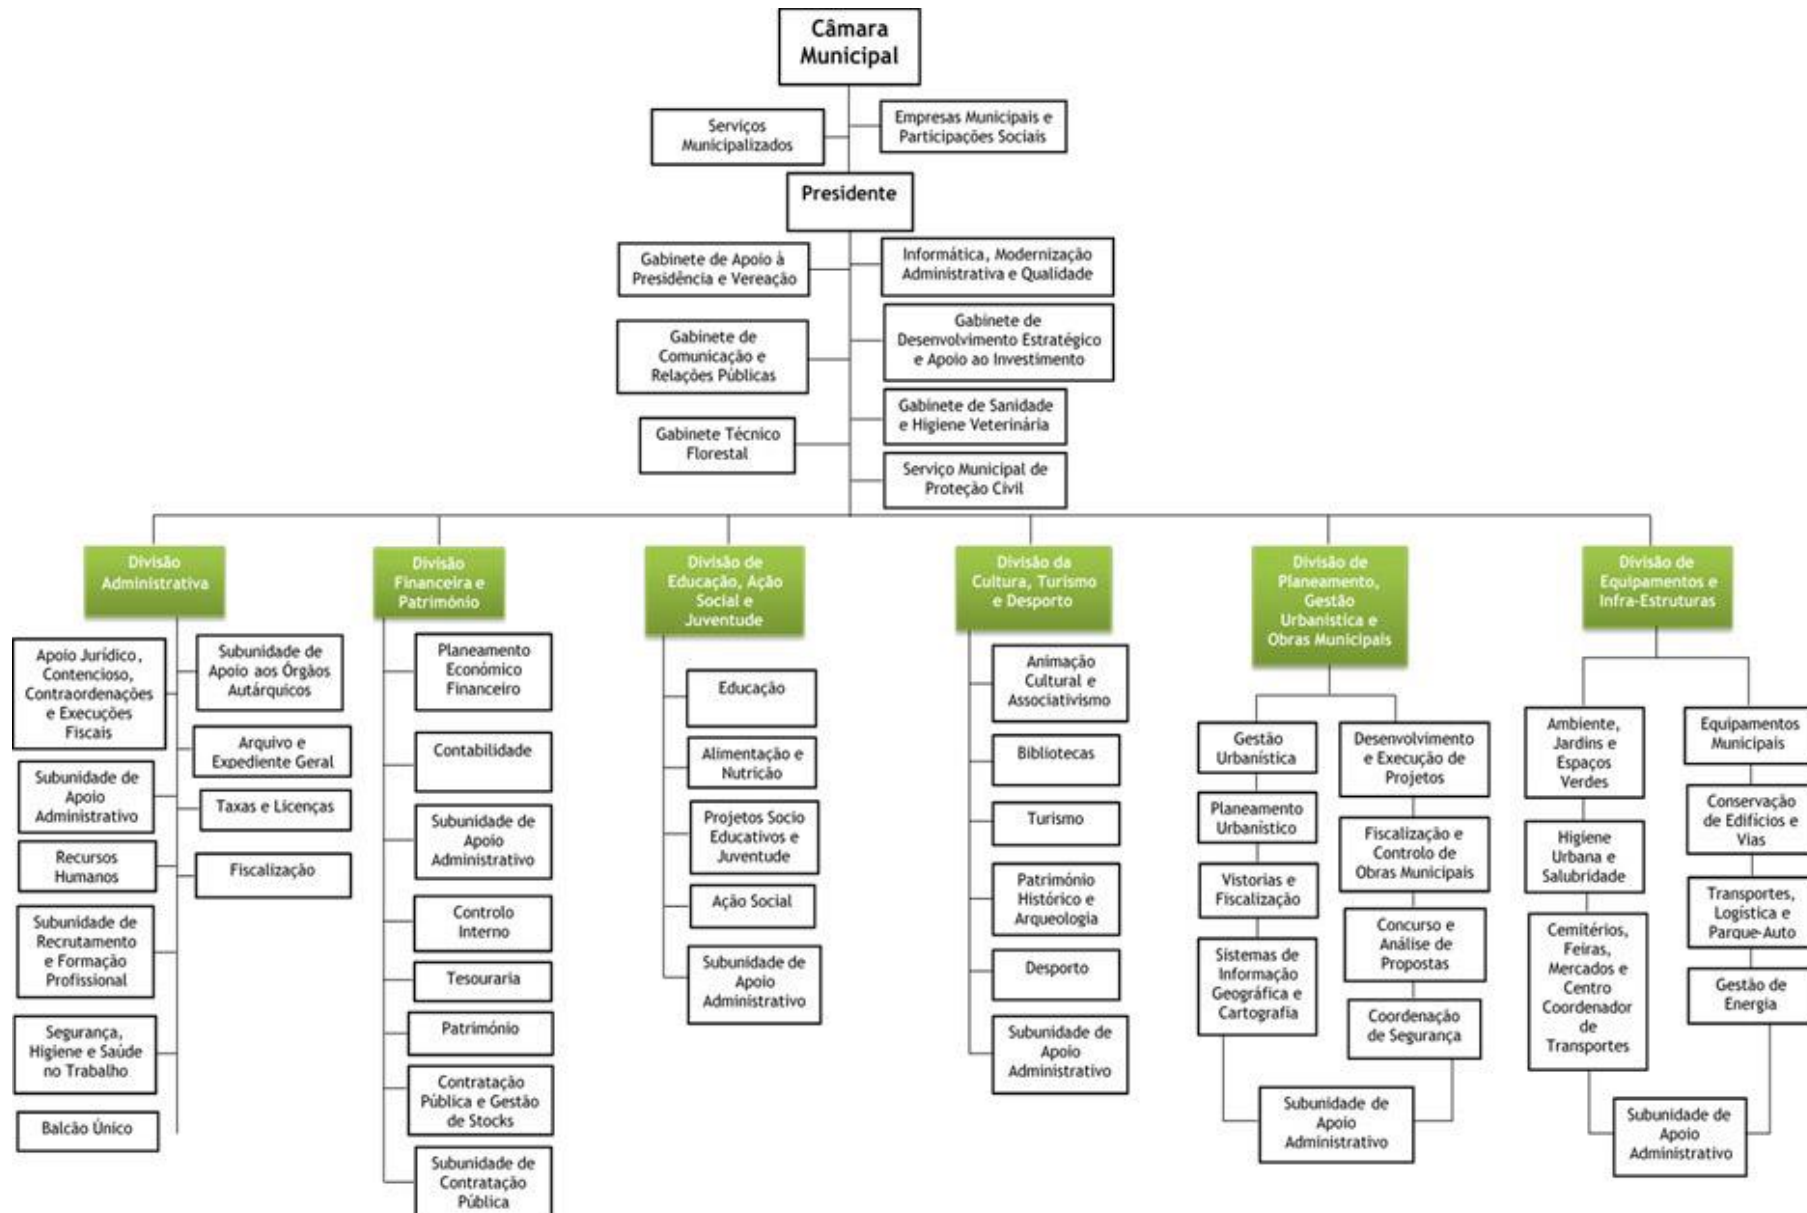 Câmara
Municipal
Serviços
Municipalizados
Empresas Municipais e
Participações Sociais
Presidente
Gabinete de Apoio à
Presidência e Vereação
Informática, Modernização
Administrativa e Qualidade
Gabinete de
Comunicação e
Relações Públicas
Gabinete de
Desenvolvimento Estratégico
e Apoio ao Investimento
Gabinete de Sanidade
e Higiene Veterinária
Gabinete Técnico
Florestal
Serviço Municipal de
Proteção Civil
Divisão
Administrativa
Apoio Jurídico,
Contencioso,
Contraordenações
e Execuções
Fiscais
Subunidade de
Apoio aos Órgãos
Autárquicos
Arquivo e
Expediente Geral
Subunidade de
Apoio
Administrativo
Taxas e Licenças
Recursos
Humanos
Fiscalização
Subunidade de
Recrutamento
e Formação
Profissional
Segurança,
Higiene e Saúde
no Trabalho
Balcão Único
Divisão
Financeira e
Património
Planeamento
Económico
Financeiro
Contabilidade
Subunidade de
Apoio
Administrativo
Controlo
Interno
Tesouraria
Património
Contratação
Pública e Gestão
de Stocks
Subunidade de
Contratação
Pública
Divisão de
Educação, Ação
Social e
Juventude
Educação
Alimentação e
Nutrição
Projetos Socio
Educativos e
Juventude
Ação Social
Subunidade de
Apoio
Administrativo
Divisão da
Cultura, Turismo
e Desporto
Animação
Cultural e
Associativismo
Bibliotecas
Turismo
Património
Histórico e
Arqueologia
Desporto
Subunidade de
Apoio
Administrativo
Divisão de
Planeamento,
Gestão
Urbanística e
Obras Municipais
Gestão
Urbanística
Planeamento
Urbanístico
Vistorias e
Fiscalização
Sistemas de
Informação
Geográfica e
Cartografia
Desenvolvimento
e Execução de
Projetos
Fiscalização e
Controlo de
Obras Municipais
Concurso e
Análise de
Propostas
Coordenação
de Segurança
Subunidade de
Apoio
Administrativo
Divisão de
Equipamentos e
Infra-Estruturas
Ambiente,
Jardins e
Espaços
Verdes
Higiene
Urbana e
Salubridade
Cemitérios,
Feiras,
Mercados e
Centro
Coordenador
de
Transportes
Equipamentos
Municipais
Conservação
de Edifícios e
Vias
Transportes,
Logística e
Parque-Auto
Gestão de
Energia
Subunidade de
Apoio
Administrativo